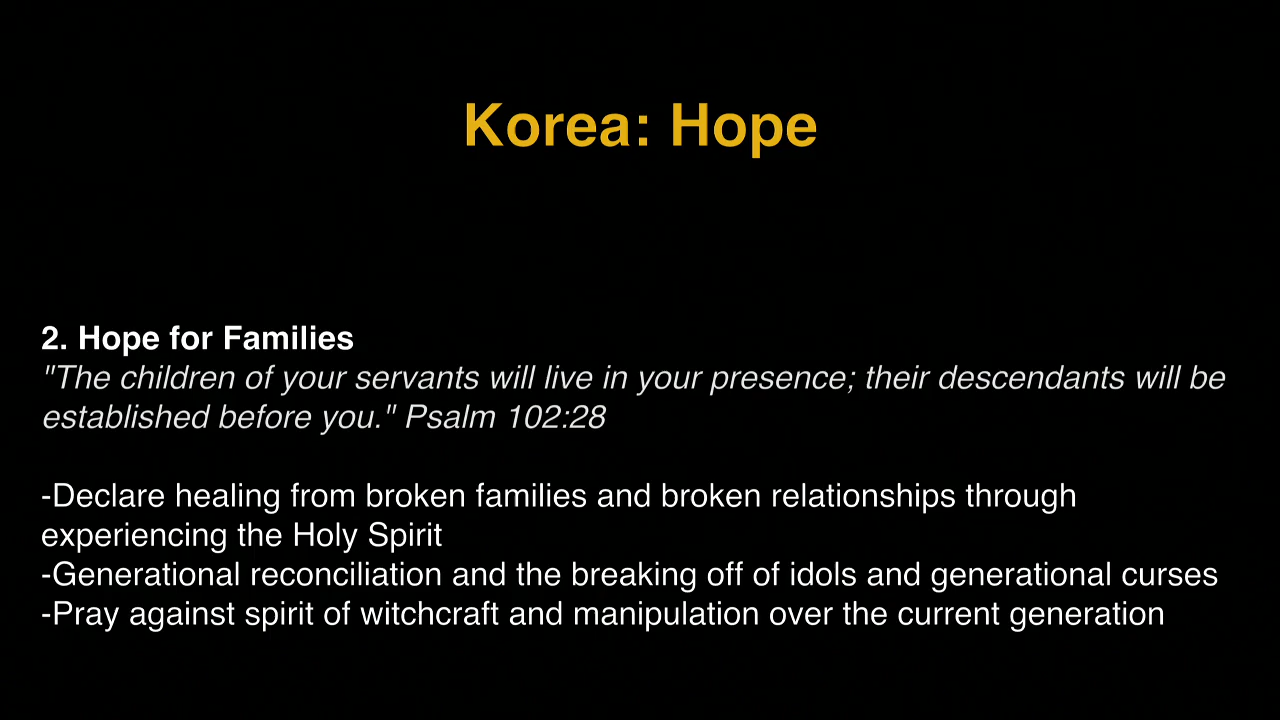 Korea: Hope
2. Hope for Families
"The children of your servants will live in your presence; their descendants will be
established before you." Psalm 102:28
-Declare healing from broken families and broken relationships through
experiencing the Holy Spirit
-Generational reconciliation and the breaking off of idols and generational curses
-Pray against spirit of witchcraft and manipulation over the current generation